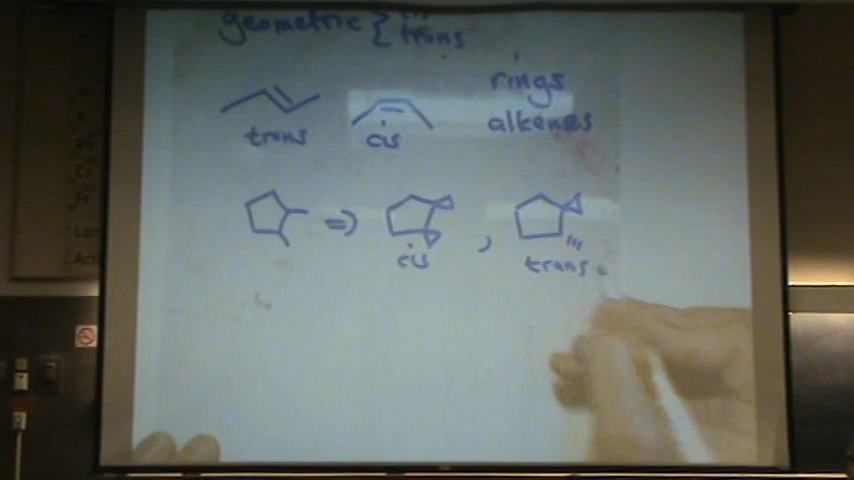 geometric { trans
rings
alkenes
trans cis
⇒ ,
cis trans